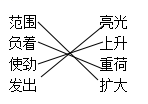 范围 亮光
负着 上升
使劲 重荷
发出 扩大